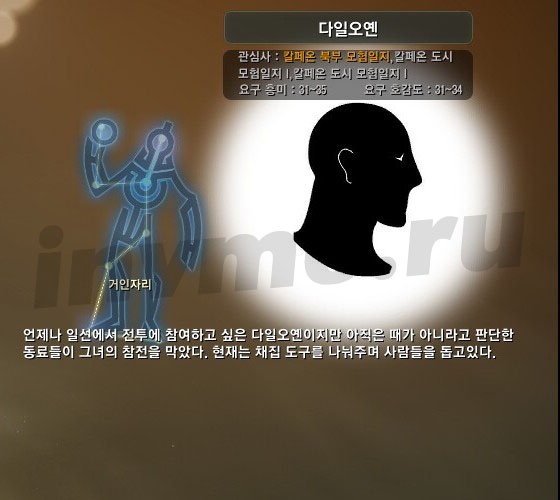 다일오옌
관심사 : 칼페온 북부 모험일지,칼페온 도시
모험일지 I,칼페온 도시 모험일지 I
요구 흥미 : 31~35 요구 호감도 : 31~34
거인자리
언제나 일선에서 전투에 참여하고 싶은 다일오옌이지만 아직은 때가 아니라고 판단한
동료들이 그녀의 참전을 막았다. 현재는 채집 도구를 나눠주며 사람들을 돕고있다.